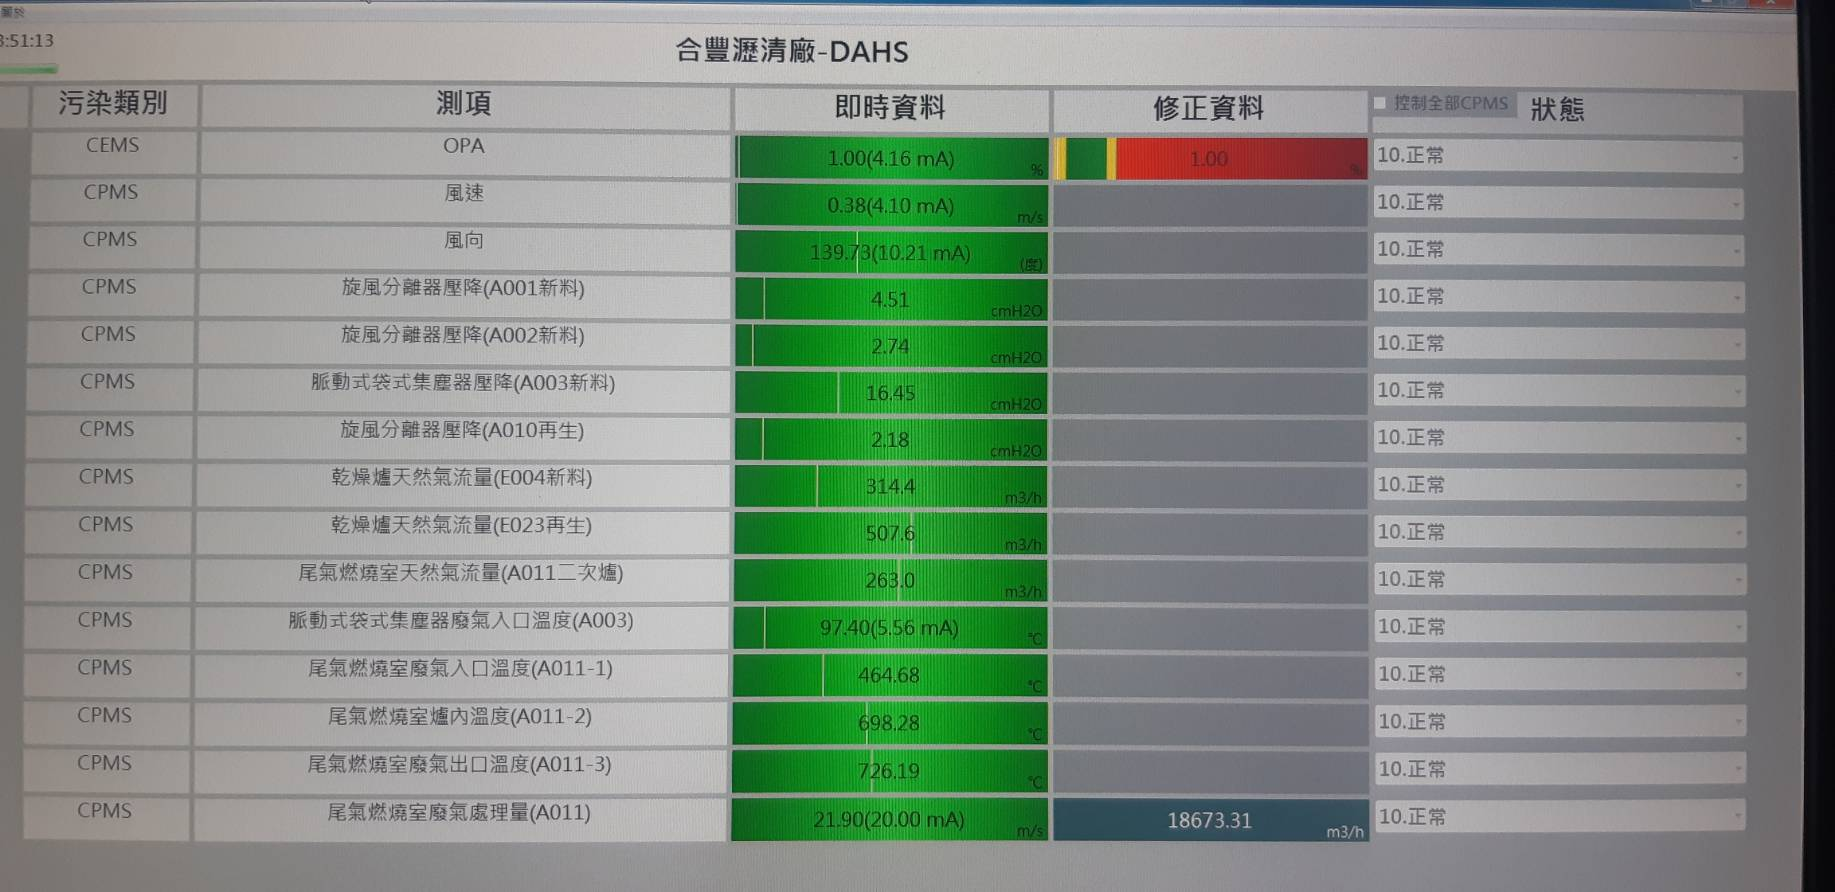 關於
3:51:13
合豐瀝清廠-DAHS
污染類別 測項 即時資料 修正資料 控制全部CPMS 狀態
CEMS OPA 1.00(4.16 mA) % 1.00 % 10.正常
CPMS 風速 0.38(4.10 mA) m/s 10.正常
CPMS 風向 139.73(10.21 mA) (度) 10.正常
CPMS 旋風分離器壓降(A001新料) 4.51 cmH2O 10.正常
CPMS 旋風分離器壓降(A002新料) 2.74 cmH2O 10.正常
CPMS 脈動式袋式集塵器壓降(A003新料) 16.45 cmH2O 10.正常
CPMS 旋風分離器壓降(A010再生) 2.18 cmH2O 10.正常
CPMS 乾燥爐天然氣流量(E004新料) 314.4 m3/h 10.正常
CPMS 乾燥爐天然氣流量(E023再生) 507.6 m3/h 10.正常
CPMS 尾氣燃燒室天然氣流量(A011二次爐) 263.0 m3/h 10.正常
CPMS 脈動式袋式集塵器廢氣入口溫度(A003) 97.40(5.56 mA) °C 10.正常
CPMS 尾氣燃燒室廢氣入口溫度(A011-1) 464.68 °C 10.正常
CPMS 尾氣燃燒室爐內溫度(A011-2) 698.28 °C 10.正常
CPMS 尾氣燃燒室廢氣出口溫度(A011-3) 726.19 °C 10.正常
CPMS 尾氣燃燒室廢氣處理量(A011) 21.90(20.00 mA) m/s 18673.31 m3/h 10.正常